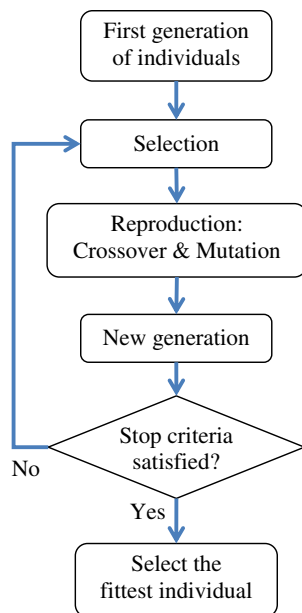 First generation
of individuals
Selection
Reproduction:
Crossover & Mutation
New generation
Stop criteria
satisfied?
No
Yes
Select the
fittest individual